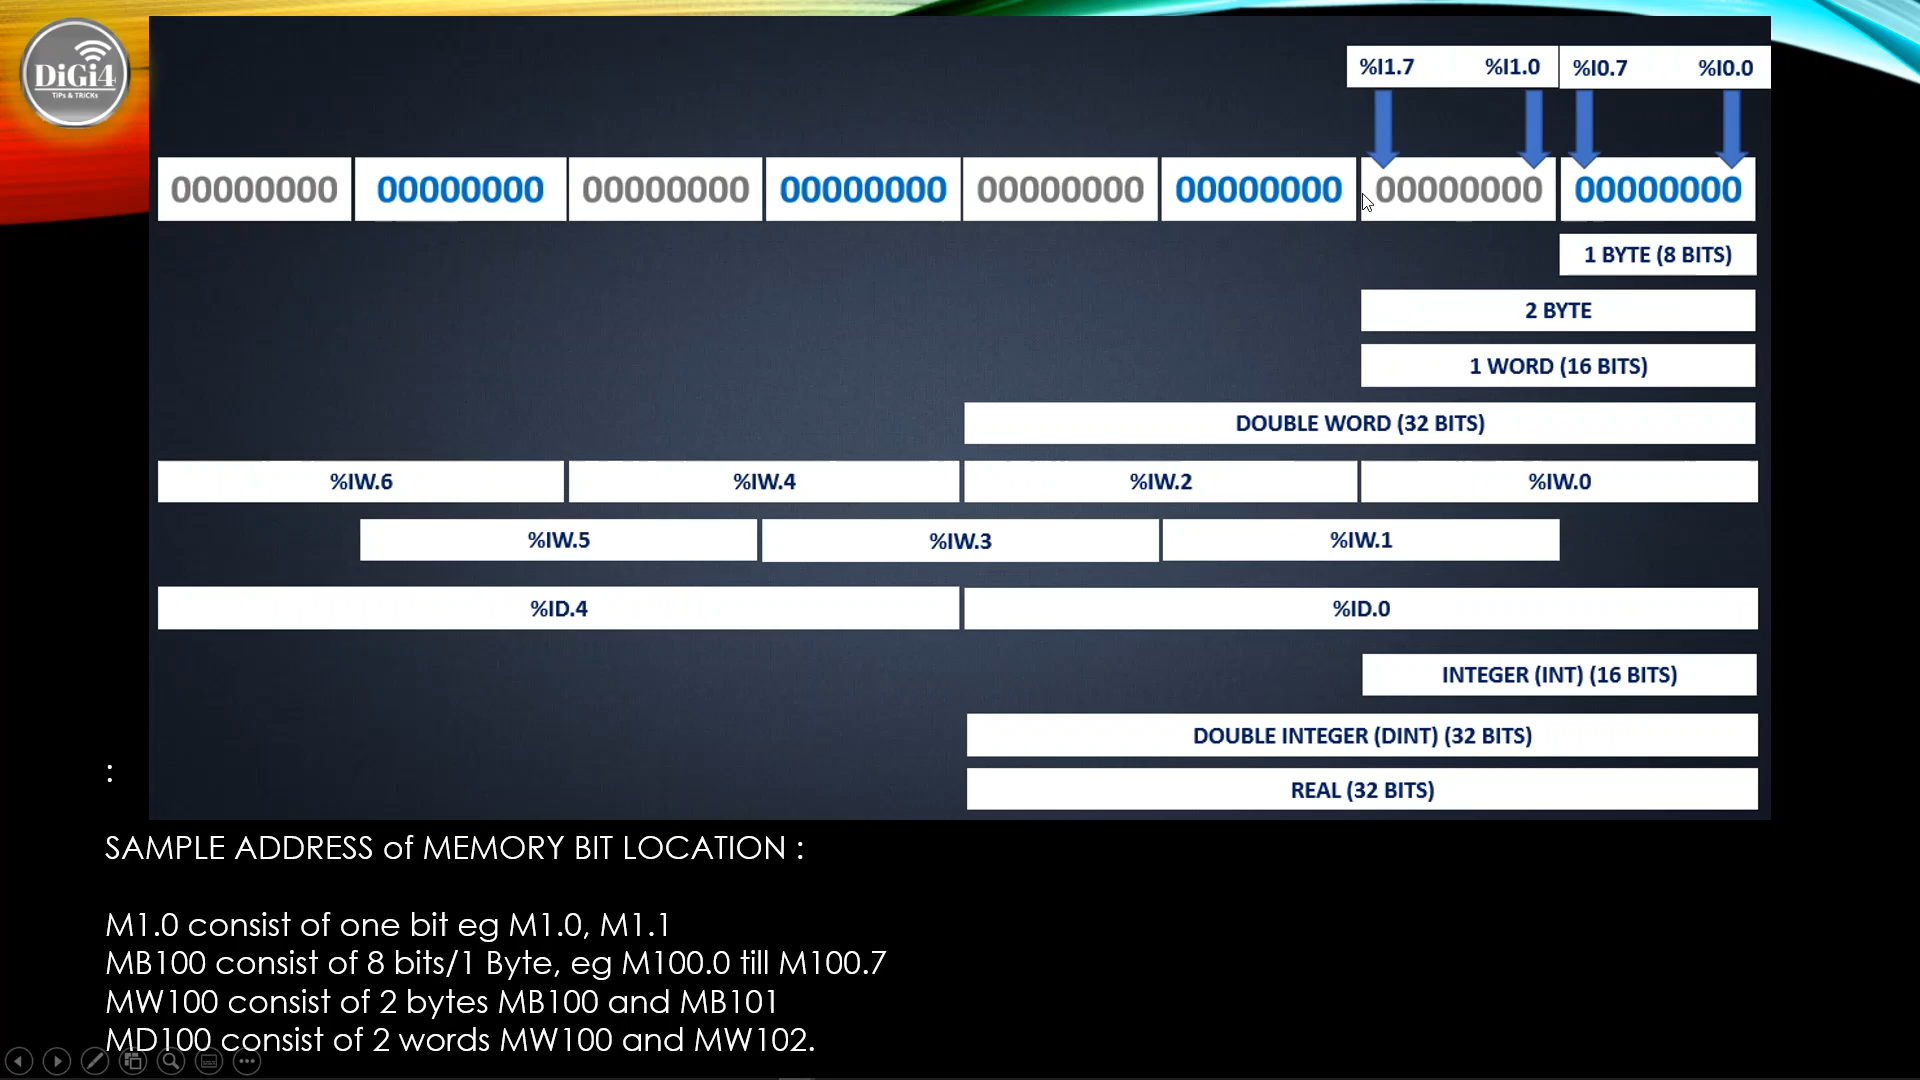 DiGi4
TIPs & TRiCKs
%I1.7 %I1.0 %I0.7 %I0.0
00000000 00000000 00000000 00000000 00000000 00000000 00000000 00000000
1 BYTE (8 BITS)
2 BYTE
1 WORD (16 BITS)
DOUBLE WORD (32 BITS)
%IW.6 %IW.4 %IW.2 %IW.0
%IW.5 %IW.3 %IW.1
%ID.4 %ID.0
INTEGER (INT) (16 BITS)
DOUBLE INTEGER (DINT) (32 BITS)
REAL (32 BITS)
:
SAMPLE ADDRESS of MEMORY BIT LOCATION :
M1.0 consist of one bit eg M1.0, M1.1
MB100 consist of 8 bits/1 Byte, eg M100.0 till M100.7
MW100 consist of 2 bytes MB100 and MB101
MD100 consist of 2 words MW100 and MW102.